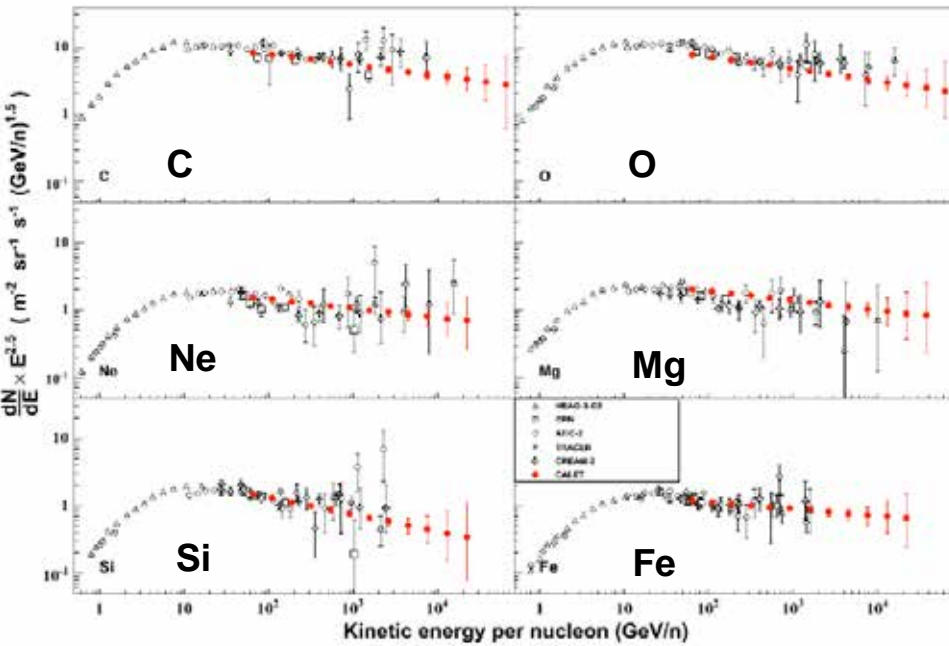 dN/dE × E^2.5 ( m^-2 sr^-1 s^-1 (GeV/n)^1.5
10
1
10^-1
C
C
O
O
10
1
10^-1
Ne
Ne
Mg
Mg
10
1
10^-1
Si
Si
HEAO-3-C2
CRN
ATIC-2
TRACER
CREAM-2
CALET
Fe
Fe
1 10 10^2 10^3 10^4
1 10 10^2 10^3 10^4
Kinetic energy per nucleon (GeV/n)